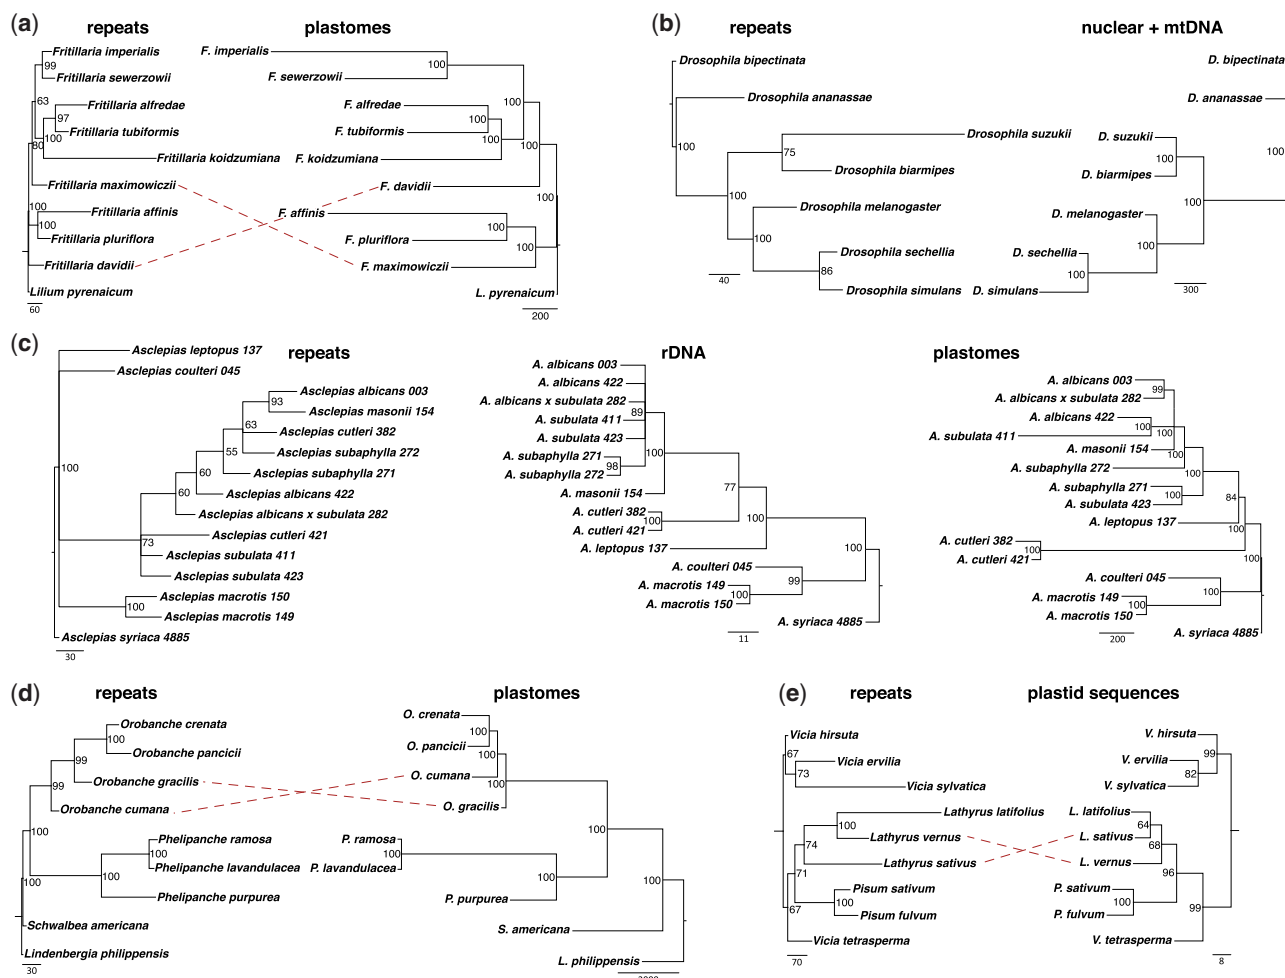 (a)
repeats
plastomes
Fritillaria imperialis
Fritillaria sewerzowii
Fritillaria alfredae
Fritillaria tubiformis
Fritillaria koidzumiana
Fritillaria maximowiczii
Fritillaria affinis
Fritillaria pluriflora
Fritillaria davidii
Lilium pyrenaicum
99
63
97
100
80
100
100
60
F. imperialis
F. sewerzowii
F. alfredae
F. tubiformis
F. koidzumiana
F. davidii
F. affinis
F. pluriflora
F. maximowiczii
L. pyrenaicum
100
100
100
100
100
100
100
100
200
(b)
repeats
nuclear + mtDNA
Drosophila bipectinata
Drosophila ananassae
Drosophila suzukii
Drosophila biarmipes
Drosophila melanogaster
Drosophila sechellia
Drosophila simulans
100
75
100
100
86
40
D. bipectinata
D. ananassae
D. suzukii
D. biarmipes
D. melanogaster
D. sechellia
D. simulans
100
100
100
100
100
300
(c)
repeats
rDNA
plastomes
Asclepias leptopus 137
Asclepias coulteri 045
Asclepias albicans 003
Asclepias masonii 154
Asclepias cutleri 382
Asclepias subaphylla 272
Asclepias subaphylla 271
Asclepias albicans 422
Asclepias albicans x subulata 282
Asclepias cutleri 421
Asclepias subulata 411
Asclepias subulata 423
Asclepias macrotis 150
Asclepias macrotis 149
Asclepias syriaca 4885
93
63
55
100
60
60
73
100
30
A. albicans 003
A. albicans 422
A. albicans x subulata 282
A. subulata 411
A. subulata 423
A. subaphylla 271
A. subaphylla 272
A. masonii 154
A. cutleri 382
A. cutleri 421
A. leptopus 137
A. coulteri 045
A. macrotis 149
A. macrotis 150
A. syriaca 4885
89
100
98
77
100
100
100
99
100
11
A. albicans 003
A. albicans x subulata 282
A. albicans 422
A. subulata 411
A. masonii 154
A. subaphylla 272
A. subaphylla 271
A. subulata 423
A. leptopus 137
A. cutleri 382
A. cutleri 421
A. coulteri 045
A. macrotis 149
A. macrotis 150
A. syriaca 4885
99
100
100
100
100
100
84
100
100
100
100
100
200
(d)
repeats
plastomes
Orobanche crenata
Orobanche pancicii
Orobanche gracilis
Orobanche cumana
Phelipanche ramosa
Phelipanche lavandulacea
Phelipanche purpurea
Schwalbea americana
Lindenbergia philippensis
100
99
99
100
100
100
100
30
O. crenata
O. pancicii
O. cumana
O. gracilis
P. ramosa
P. lavandulacea
P. purpurea
S. americana
L. philippensis
100
100
100
100
100
100
100
(e)
repeats
plastid sequences
Vicia hirsuta
Vicia ervilia
Vicia sylvatica
Lathyrus latifolius
Lathyrus vernus
Lathyrus sativus
Pisum sativum
Pisum fulvum
Vicia tetrasperma
67
73
100
74
71
100
67
70
V. hirsuta
V. ervilia
V. sylvatica
L. latifolius
L. sativus
L. vernus
P. sativum
P. fulvum
V. tetrasperma
99
82
64
68
96
100
99
8